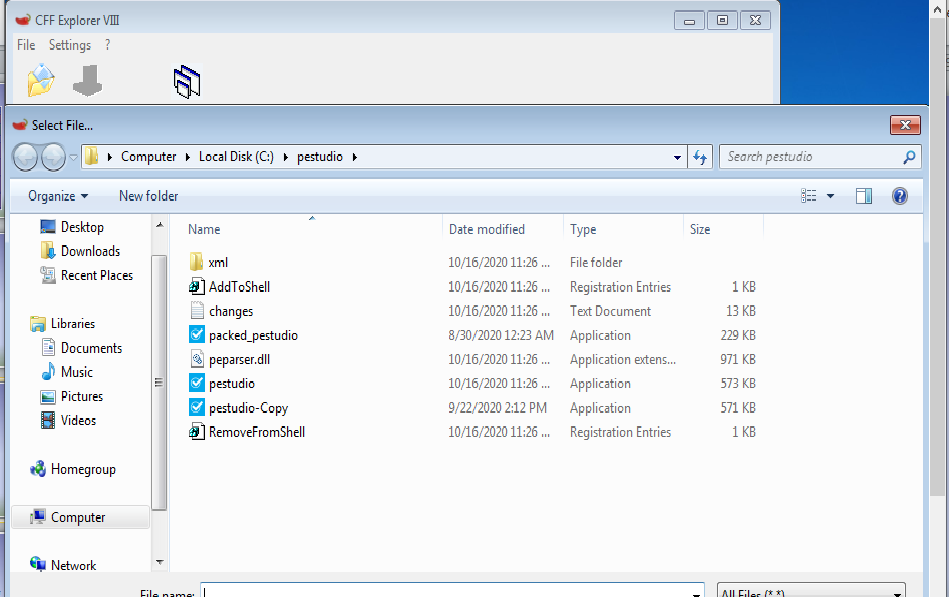 CFF Explorer VIII
File Settings ?
Select File...
Computer Local Disk (C:) pestudio
Search pestudio
Organize New folder
Name Date modified Type Size
Desktop
Downloads
Recent Places
Libraries
Documents
Music
Pictures
Videos
Homegroup
Computer
Network
xml 10/16/2020 11:26 ... File folder
AddToShell 10/16/2020 11:26 ... Registration Entries 1 KB
changes 10/16/2020 11:26 ... Text Document 13 KB
packed_pestudio 8/30/2020 12:23 AM Application 229 KB
peparser.dll 10/16/2020 11:26 ... Application extens... 971 KB
pestudio 10/16/2020 11:26 ... Application 573 KB
pestudio-Copy 9/22/2020 2:12 PM Application 571 KB
RemoveFromShell 10/16/2020 11:26 ... Registration Entries 1 KB
File name: All Files (*.*)